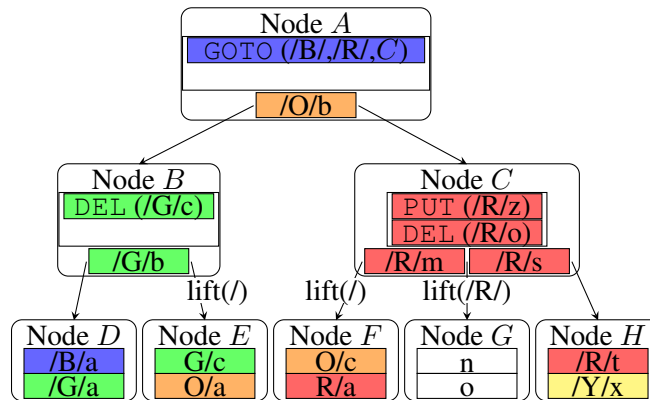 Node A
GOTO (/B/,/R/,C)
/O/b
Node B
DEL (/G/c)
/G/b
Node C
PUT (/R/z)
DEL (/R/o)
/R/m /R/s
lift(/) lift(/) lift(/R/)
Node D
/B/a
/G/a
Node E
G/c
O/a
Node F
O/c
R/a
Node G
n
o
Node H
/R/t
/Y/x